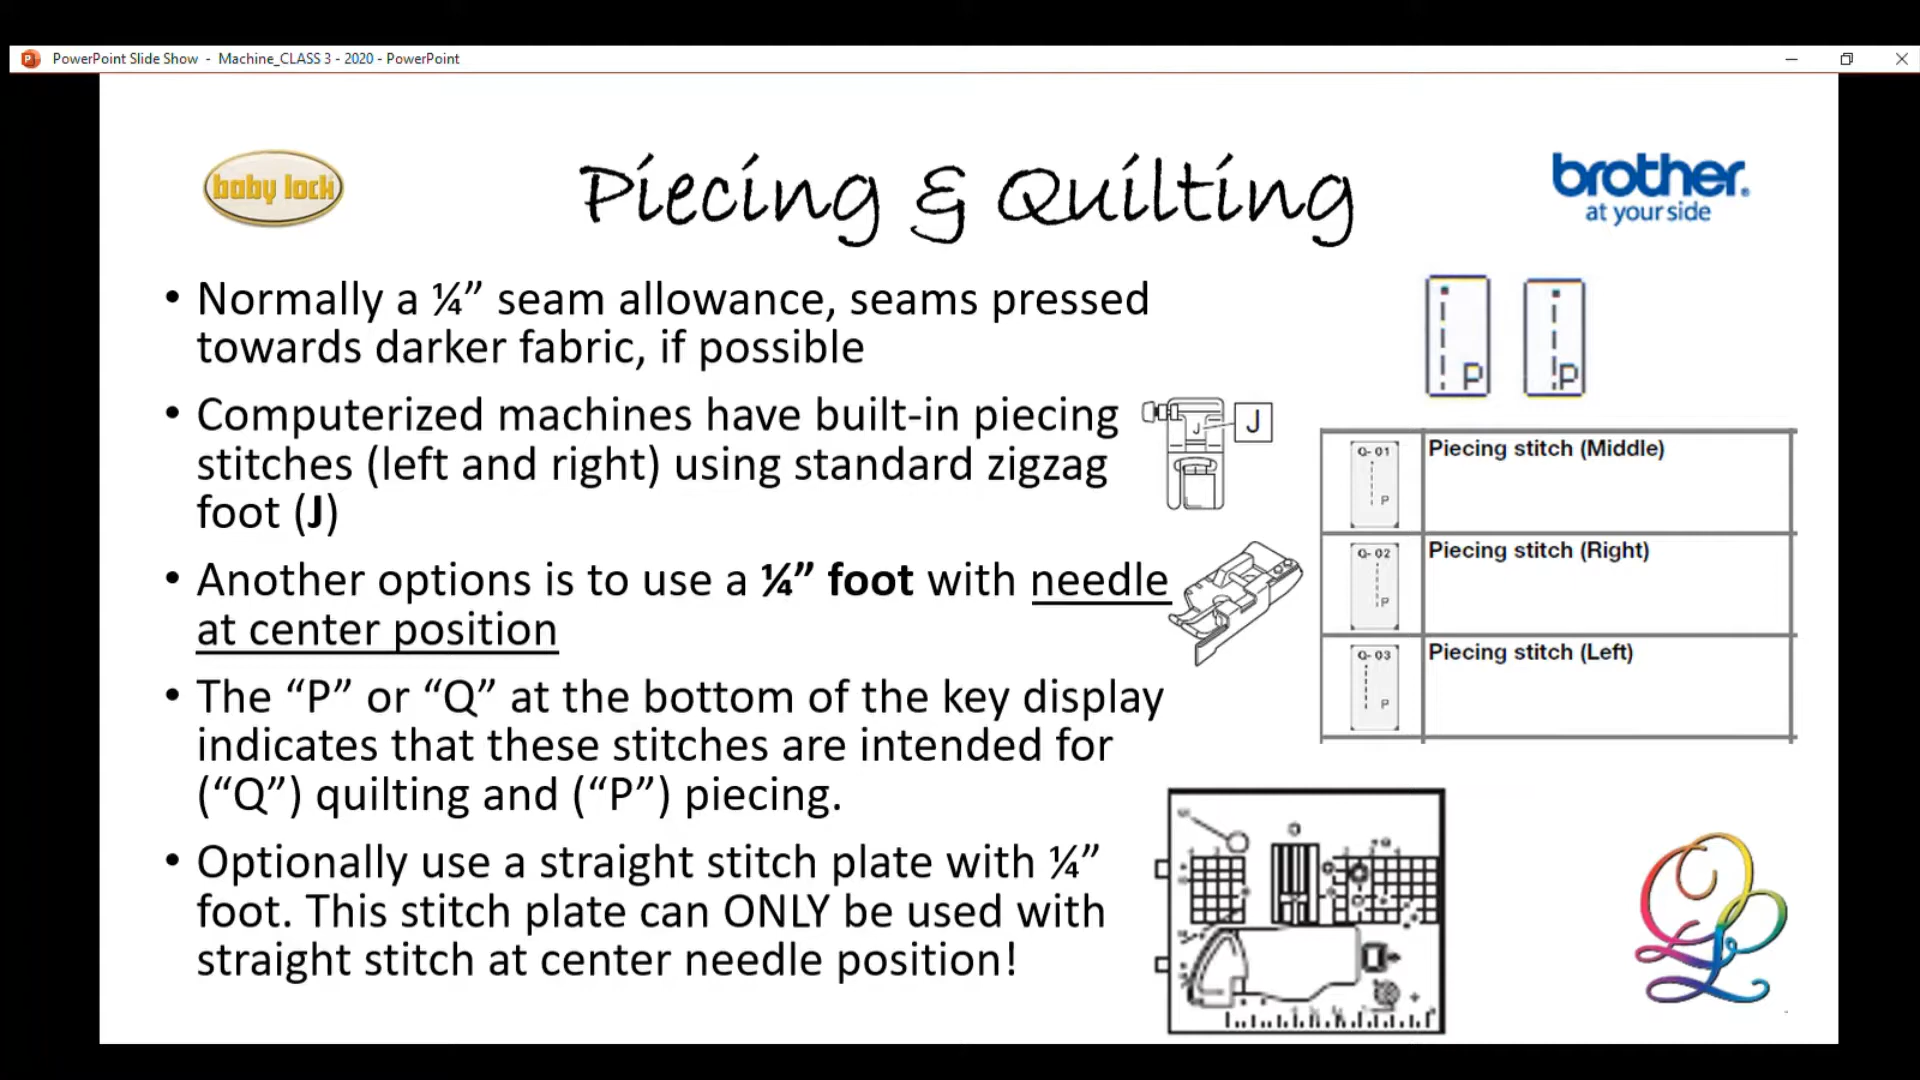 PowerPoint Slide Show - Machine_CLASS 3 - 2020 - PowerPoint
baby lock
Piecing & Quilting
brother
at your side
• Normally a ¼” seam allowance, seams pressed
towards darker fabric, if possible
P
P
• Computerized machines have built-in piecing
stitches (left and right) using standard zigzag
foot (J)
J
J
Q-01
P
Piecing stitch (Middle)
Q-02
P
Piecing stitch (Right)
Q-03
P
Piecing stitch (Left)
• Another options is to use a ¼” foot with needle
at center position
• The “P” or “Q” at the bottom of the key display
indicates that these stitches are intended for
(“Q”) quilting and (“P”) piecing.
• Optionally use a straight stitch plate with ¼”
foot. This stitch plate can ONLY be used with
straight stitch at center needle position!